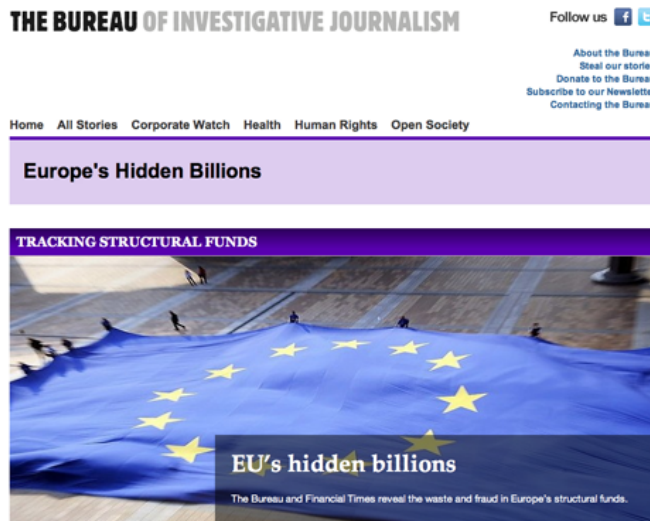 THE BUREAU OF INVESTIGATIVE JOURNALISM
Follow us
About the Burea
Steal our storie
Donate to the Burea
Subscribe to our Newslette
Contacting the Burea
Home All Stories Corporate Watch Health Human Rights Open Society
Europe's Hidden Billions
TRACKING STRUCTURAL FUNDS
EU's hidden billions
The Bureau and Financial Times reveal the waste and fraud in Europe's structural funds.